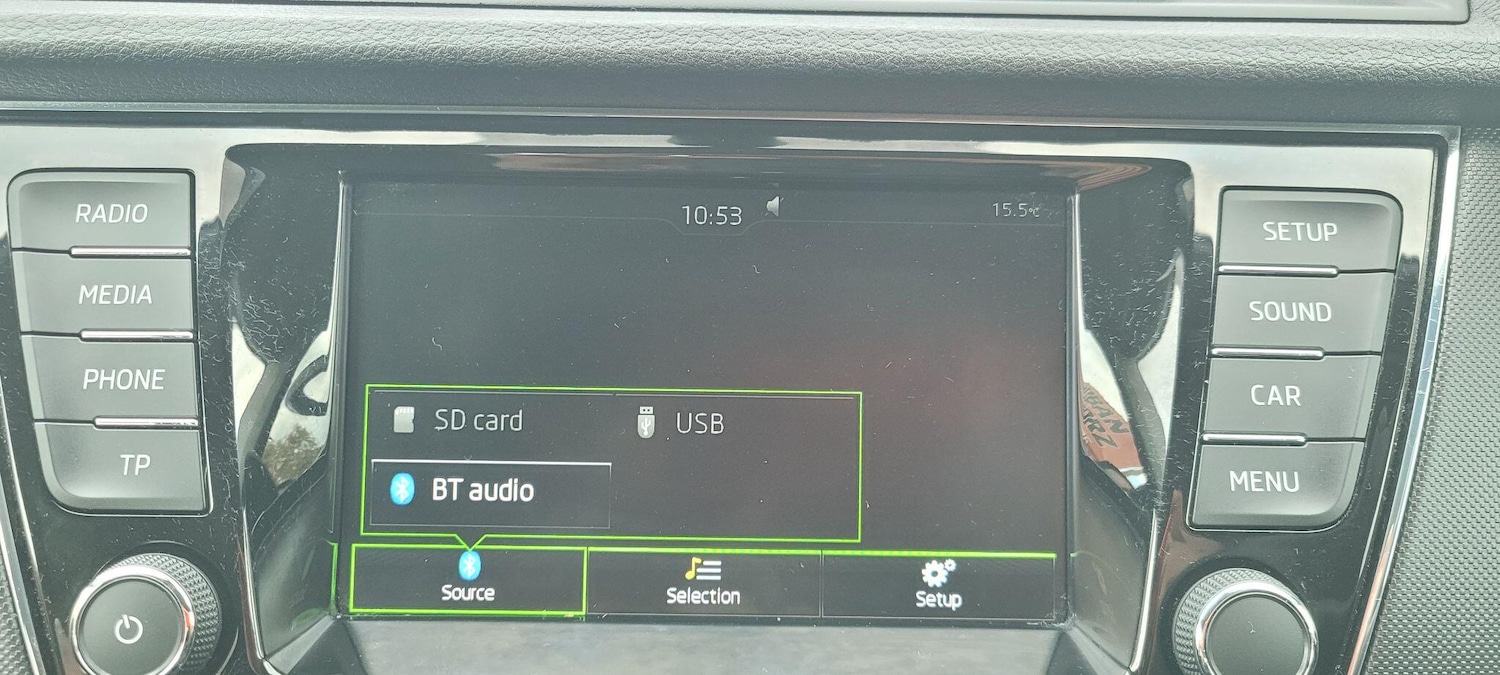 10:53
15.5°C
RADIO
MEDIA
PHONE
TP
SETUP
SOUND
CAR
MENU
SD card
USB
BT audio
Source
Selection
Setup